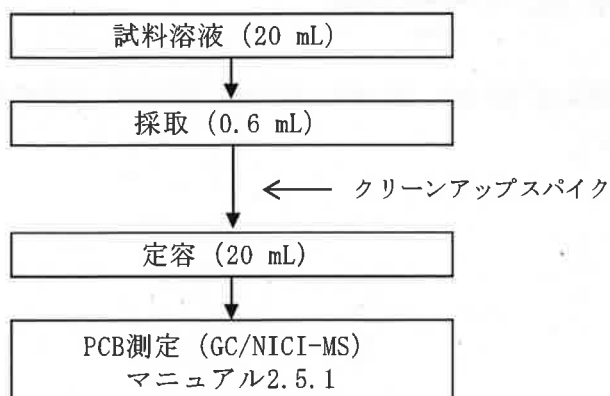 試料溶液 (20 mL)
採取 (0.6 mL)
クリーンアップスパイク
定容 (20 mL)
PCB測定 (GC/NICI-MS)
マニュアル2.5.1